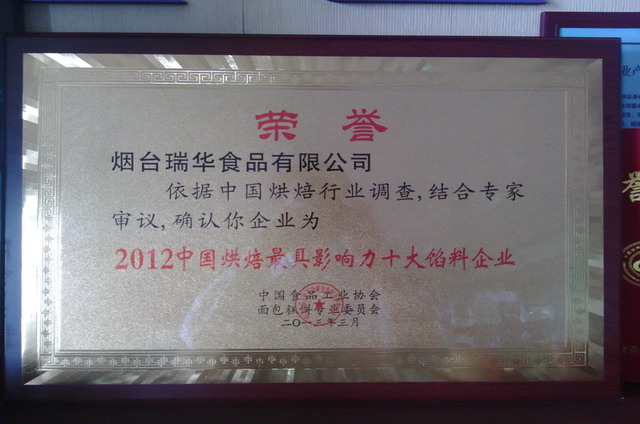 荣誉
烟台瑞华食品有限公司
依据中国烘焙行业调查,结合专家
审议,确认你企业为
2012中国烘焙最具影响力十大馅料企业
中国食品工业协会
面包糕饼专业委员会
二〇一三年三月
业产
誉